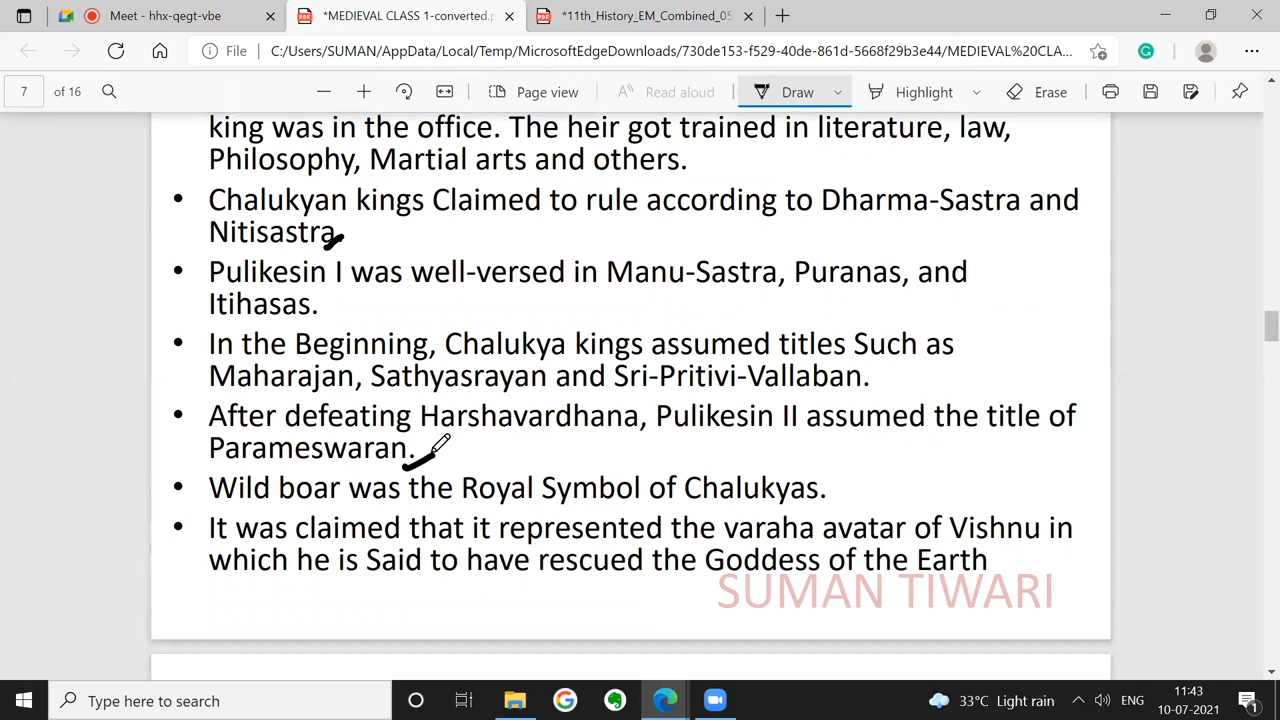 Meet - hhx-qegt-vbe
*MEDIEVAL CLASS 1-converted.p
*11th_History_EM_Combined_05
File
C:/Users/SUMAN/AppData/Local/Temp/MicrosoftEdgeDownloads/730de153-f529-40de-861d-5668f29b3e44/MEDIEVAL%20CLA...
7 of 16
Page view
Read aloud
Draw
Highlight
Erase
king was in the office. The heir got trained in literature, law,
Philosophy, Martial arts and others.
• Chalukyan kings Claimed to rule according to Dharma-Sastra and
Nitisastra.
• Pulikesin I was well-versed in Manu-Sastra, Puranas, and
Itihasas.
• In the Beginning, Chalukya kings assumed titles Such as
Maharajan, Sathyasrayan and Sri-Pritivi-Vallaban.
• After defeating Harshavardhana, Pulikesin II assumed the title of
Parameswaran.
• Wild boar was the Royal Symbol of Chalukyas.
• It was claimed that it represented the varaha avatar of Vishnu in
which he is Said to have rescued the Goddess of the Earth
SUMAN TIWARI
Type here to search
33°C Light rain
ENG
11:43
10-07-2021
1